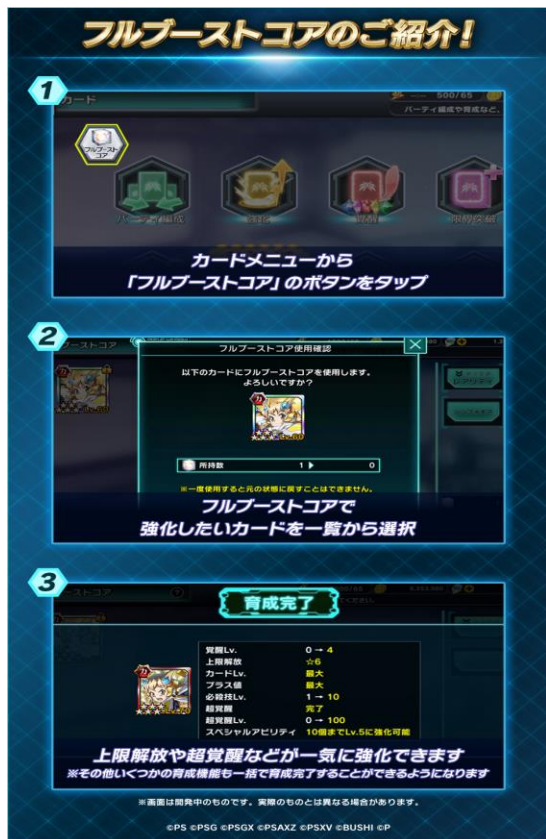 フルブーストコアのご紹介!
1
カード
500/65
パーティ編成や育成など、
フルブースト
コア
パーティ編成
強化
覚醒
限界突破
カードメニューから
「フルブーストコア」のボタンをタップ
2
ーストコア
フルブーストコア使用確認
以下のカードにフルブーストコアを使用します。
よろしいですか?
所持数 1 0
※一度使用すると元の状態に戻すことはできません。
フルブーストコアで
強化したいカードを一覧から選択
3
ーストコア
育成完了
覚醒Lv. 0→4
上限解放 ☆6
カードLv. 最大
プラス値 最大
必殺技Lv. 1→10
超覚醒 完了
超覚醒Lv. 0→100
スペシャルアビリティ 10個までLv.5に強化可能
上限解放や超覚醒などが一気に強化できます
※その他いくつかの育成機能も一括で育成完了することができるようになります
※画面は開発中のものです。実際のものとは異なる場合があります。
©PS ©PSG ©PSGX ©PSAXZ ©PSXV ©BUSHI ©P